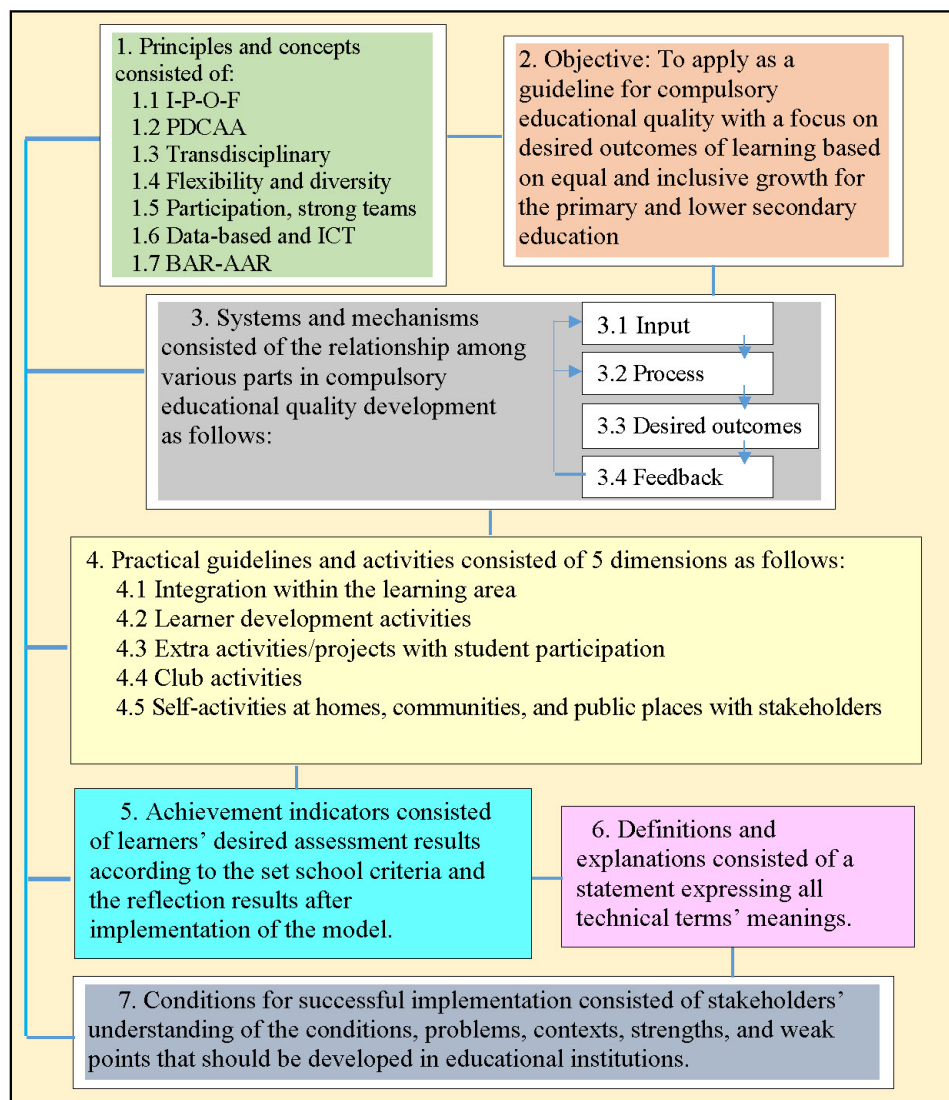 1. Principles and concepts
consisted of:
1.1 I-P-O-F
1.2 PDCAA
1.3 Transdisciplinary
1.4 Flexibility and diversity
1.5 Participation, strong teams
1.6 Data-based and ICT
1.7 BAR-AAR
2. Objective: To apply as a
guideline for compulsory
educational quality with a focus on
desired outcomes of learning based
on equal and inclusive growth for
the primary and lower secondary
education
3. Systems and mechanisms
consisted of the relationship among
various parts in compulsory
educational quality development
as follows:
3.1 Input
3.2 Process
3.3 Desired outcomes
3.4 Feedback
4. Practical guidelines and activities consisted of 5 dimensions as follows:
4.1 Integration within the learning area
4.2 Learner development activities
4.3 Extra activities/projects with student participation
4.4 Club activities
4.5 Self-activities at homes, communities, and public places with stakeholders
5. Achievement indicators consisted
of learners’ desired assessment results
according to the set school criteria and
the reflection results after
implementation of the model.
6. Definitions and
explanations consisted of a
statement expressing all
technical terms’ meanings.
7. Conditions for successful implementation consisted of stakeholders’
understanding of the conditions, problems, contexts, strengths, and weak
points that should be developed in educational institutions.